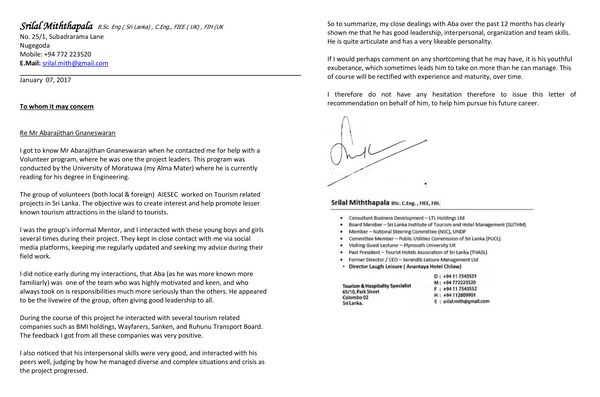 Srilal Miththapala B.Sc. Eng ( Sri Lanka) , C.Eng., FIEE ( UK) , FIH (UK
No. 25/1, Subadrarama Lane
Nugegoda
Mobile: +94 772 223520
E.Mail: srilal.mith@gmail.com
January 07, 2017
To whom it may concern
Re Mr Abarajithan Gnaneswaran
I got to know Mr Abarajithan Gnaneswaran when he contacted me for help with a
Volunteer program, where he was one the project leaders. This program was
conducted by the University of Moratuwa (my Alma Mater) where he is currently
reading for his degree in Engineering.
The group of volunteers (both local & foreign) AIESEC worked on Tourism related
projects in Sri Lanka. The objective was to create interest and help promote lesser
known tourism attractions in the island to tourists.
I was the group's informal Mentor, and I interacted with these young boys and girls
several times during their project. They kept in close contact with me via social
media platforms, keeping me regularly updated and seeking my advice during their
field work.
I did notice early during my interactions, that Aba (as he was more known more
familiarly) was one of the team who was highly motivated and keen, and who
always took on is responsibilities much more seriously than the others. He appeared
to be the livewire of the group, often giving good leadership to all.
During the course of this project he interacted with several tourism related
companies such as BMI holdings, Wayfarers, Sanken, and Ruhunu Transport Board.
The feedback I got from all these companies was very positive.
I also noticed that his interpersonal skills were very good, and interacted with his
peers well, judging by how he managed diverse and complex situations and crisis as
the project progressed.
So to summarize, my close dealings with Aba over the past 12 months has clearly
shown me that he has good leadership, interpersonal, organization and team skills.
He is quite articulate and has a very likeable personality.
If I would perhaps comment on any shortcoming that he may have, it is his youthful
exuberance, which sometimes leads him to take on more than he can manage. This
of course will be rectified with experience and maturity, over time.
I therefore do not have any hesitation therefore to issue this letter of
recommendation on behalf of him, to help him pursue his future career.
Srilal Miththapala BSc. C.Eng. , FIEE, FIH.
• Consultant Business Development – LTL Holdings Ltd
• Board Member – Sri Lanka Institute of Tourism and Hotel Management (SLITHM)
• Member – National Steering Committee (NSC), UNDP
• Committee Member – Public Utilities Commission of Sri Lanka (PUCL)
• Visiting Guest Lecturer – Plymouth University UK
• Past President – Tourist Hotels Association of Sri Lanka (THASL)
• Former Director / CEO – Serendib Leisure Management Ltd
• Director Laugfs Leisure ( Anantaya Hotel Chilaw)
Tourism & Hospitality Specialist
65/10, Park Street
Colombo 02
Sri Lanka.
D : +94 11 7543551
M : +94 772223520
F : +94 11 7543552
H : +94 112809901
E : srilal.mith@gmail.com